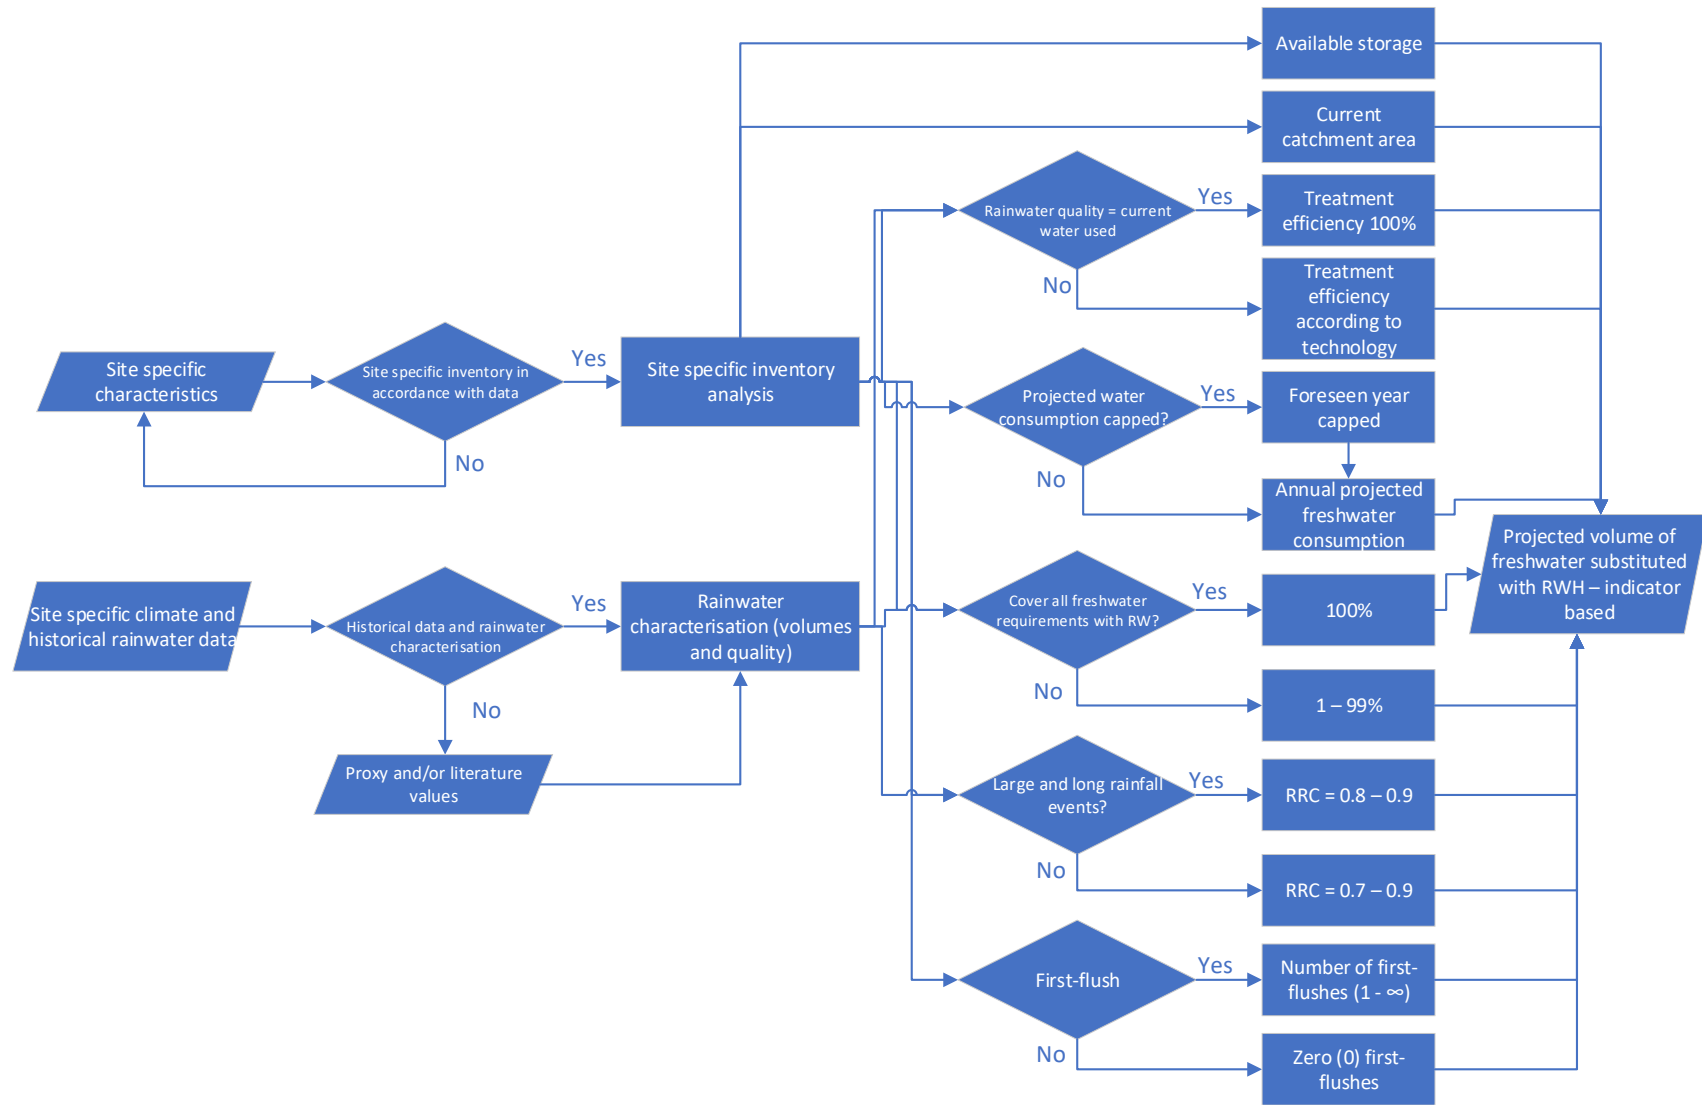 Available storage
Current
catchment area
Rainwater quality = current
water used
Yes
Treatment
efficiency 100%
No
Treatment
efficiency
according to
technology
Site specific
characteristics
Site specific inventory in
accordance with data
Yes
No
Site specific inventory
analysis
Projected water
consumption capped?
Yes
Foreseen year
capped
No
Annual projected
freshwater
consumption
Projected volume of
freshwater substituted
with RWH – indicator
based
Site specific climate and
historical rainwater data
Historical data and rainwater
characterisation
Yes
No
Rainwater
characterisation (volumes
and quality)
Proxy and/or literature
values
Cover all freshwater
requirements with RW?
Yes
100%
No
1 – 99%
Large and long rainfall
events?
Yes
RRC = 0.8 – 0.9
No
RRC = 0.7 – 0.9
First-flush
Yes
Number of first-
flushes (1 - ∞)
No
Zero (0) first-
flushes